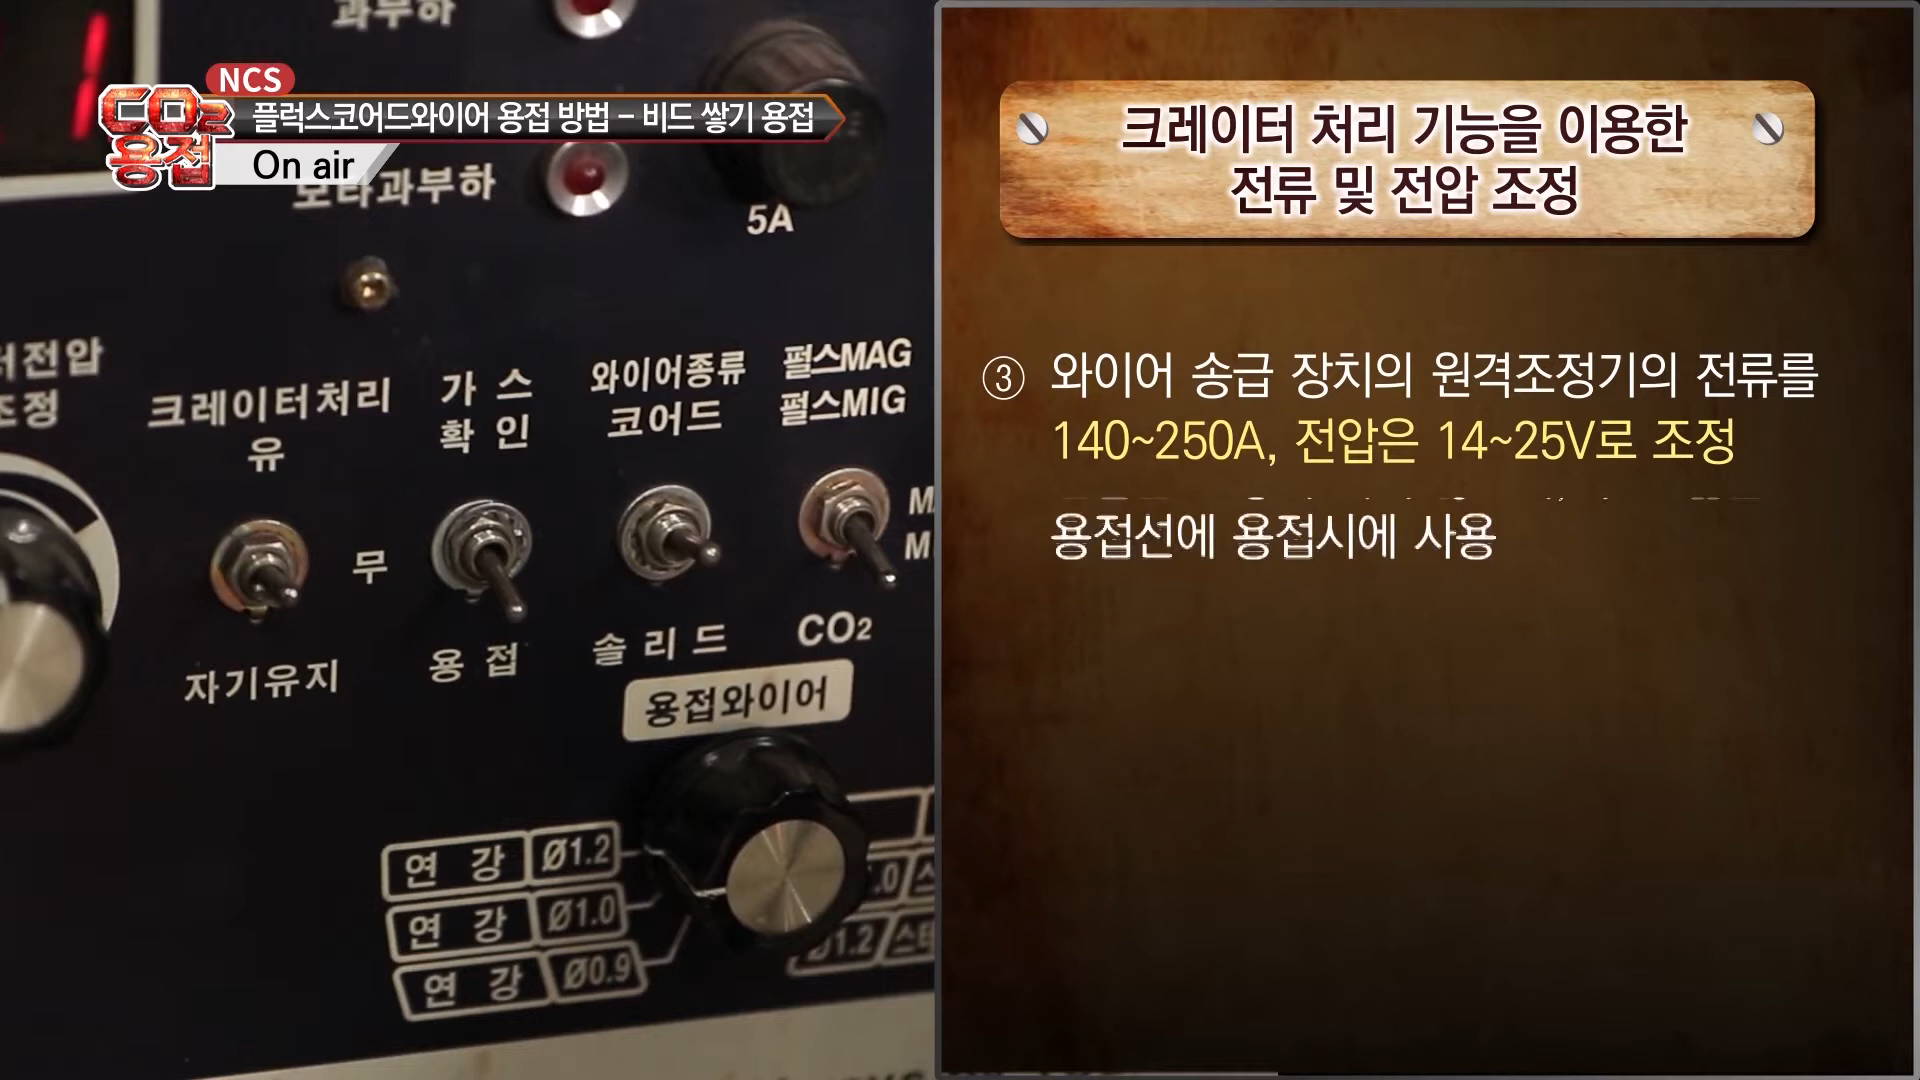 과부하
NCS
CO2
용접
플럭스코어드와이어 용접 방법 - 비드 쌓기 용접
On air
모타과부하
5A
터전압
조정
크레이터처리
유
무
자기유지
가 스
확 인
용 접
와이어종류
코어드
솔 리 드
펄스MAG
펄스MIG
CO2
용접와이어
연 강 Ø1.2
연 강 Ø1.0
연 강 Ø0.9
크레이터 처리 기능을 이용한
전류 및 전압 조정
③ 와이어 송급 장치의 원격조정기의 전류를
140~250A, 전압은 14~25V로 조정
용접선에 용접시에 사용